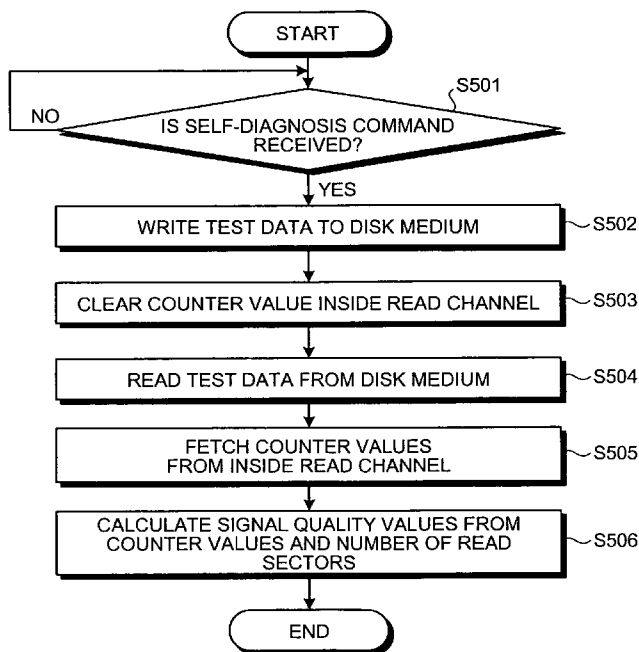 START
S501
NO
IS SELF-DIAGNOSIS COMMAND
RECEIVED?
YES
WRITE TEST DATA TO DISK MEDIUM
S502
CLEAR COUNTER VALUE INSIDE READ CHANNEL
S503
READ TEST DATA FROM DISK MEDIUM
S504
FETCH COUNTER VALUES
FROM INSIDE READ CHANNEL
S505
CALCULATE SIGNAL QUALITY VALUES FROM
COUNTER VALUES AND NUMBER OF READ
SECTORS
S506
END